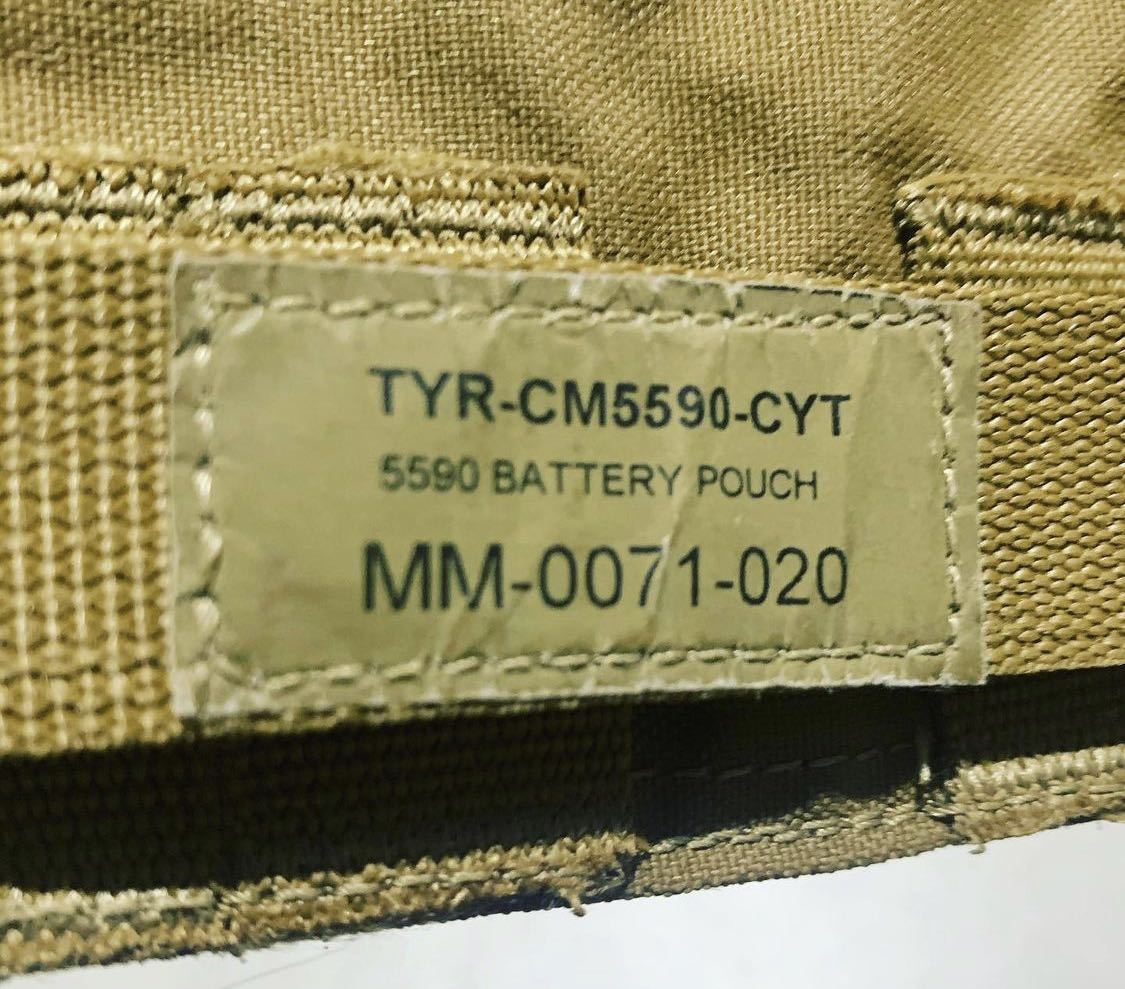 TYR-CM5590-CYT
5590 BATTERY POUCH
MM-0071-020